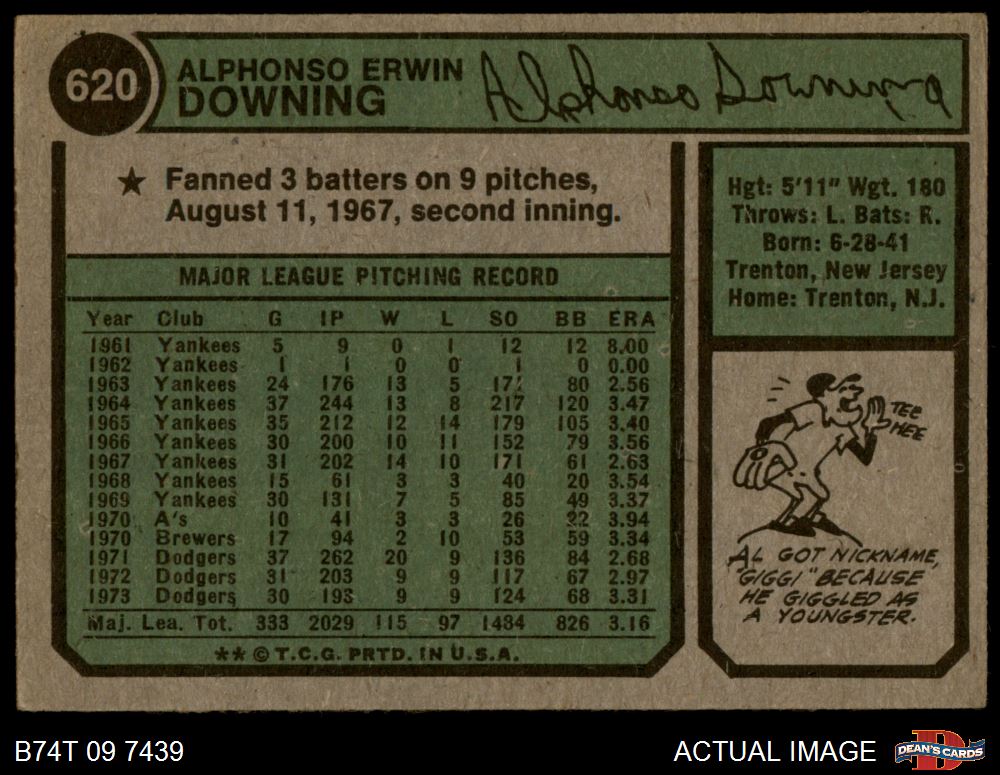 620
ALPHONSO ERWIN
DOWNING
Alphonso Downing
★ Fanned 3 batters on 9 pitches,
August 11, 1967, second inning.
MAJOR LEAGUE PITCHING RECORD
Year Club G IP W L SO BB ERA
1961 Yankees 5 9 0 1 12 12 8.00
1962 Yankees 1 1 0 0 1 0 0.00
1963 Yankees 24 176 13 5 171 80 2.56
1964 Yankees 37 244 13 8 217 120 3.47
1965 Yankees 35 212 12 14 179 105 3.40
1966 Yankees 30 200 10 11 152 79 3.56
1967 Yankees 31 202 14 10 171 61 2.63
1968 Yankees 15 61 3 3 40 20 3.54
1969 Yankees 30 131 7 5 85 49 3.37
1970 A's 10 41 3 3 26 22 3.94
1970 Brewers 17 94 2 10 53 59 3.34
1971 Dodgers 37 262 20 9 136 84 2.68
1972 Dodgers 31 203 9 9 117 67 2.97
1973 Dodgers 30 193 9 9 124 68 3.31
Maj. Lea. Tot. 333 2029 115 97 1484 826 3.16
** © T.C.G. PRTD. IN U.S.A.
Hgt: 5'11" Wgt. 180
Throws: L. Bats: R.
Born: 6-28-41
Trenton, New Jersey
Home: Trenton, N.J.
TEE
HEE
AL GOT NICKNAME,
"GIGGI" BECAUSE
HE GIGGLED AS
A YOUNGSTER.
B74T 09 7439
ACTUAL IMAGE
D
DEAN'S CARDS